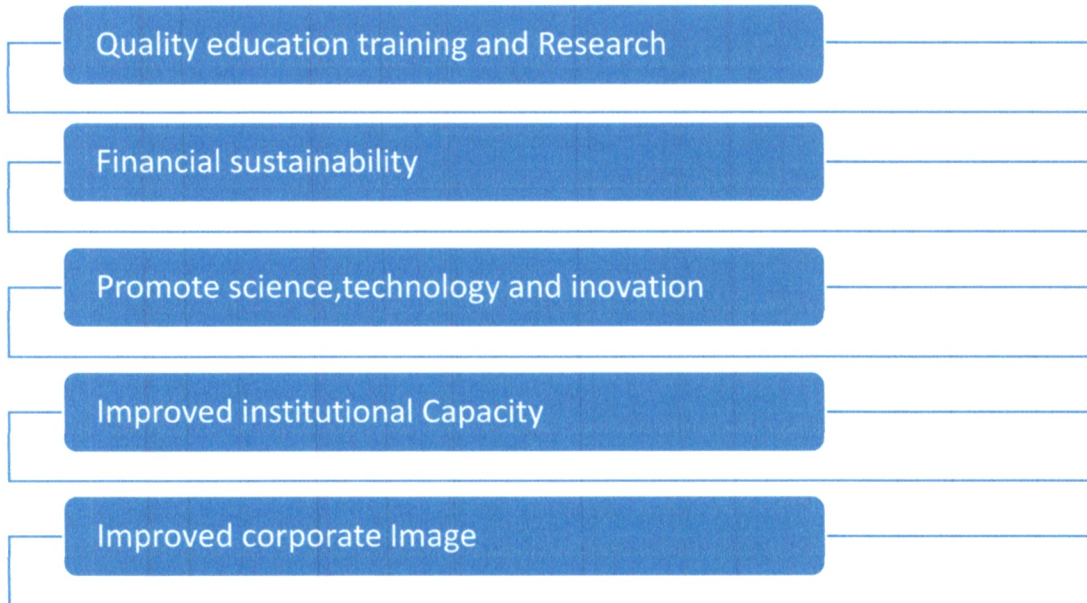 Quality education training and Research
Financial sustainability
Promote science,technology and inovation
Improved institutional Capacity
Improved corporate Image